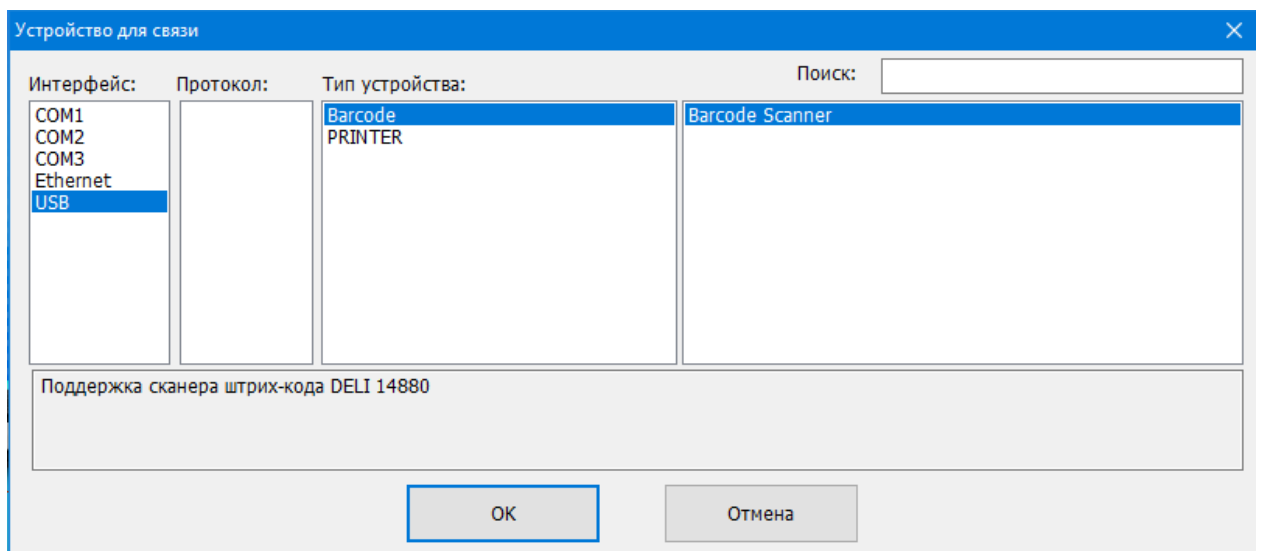 Устройство для связи
Поиск:
Интерфейс: Протокол: Тип устройства:
COM1
COM2
COM3
Ethernet
USB
Barcode
PRINTER
Barcode Scanner
Поддержка сканера штрих-кода DELI 14880
OK
Отмена